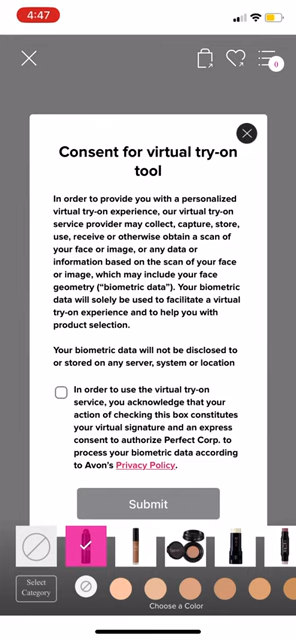 4:47
0
Consent for virtual try-on
tool
In order to provide you with a personalized
virtual try-on experience, our virtual try-on
service provider may collect, capture, store,
use, receive or otherwise obtain a scan of
your face or image, or any data or
information based on the scan of your face
or image, which may include your face
geometry (“biometric data”). Your biometric
data will solely be used to facilitate a virtual
try-on experience and to help you with
product selection.
Your biometric data will not be disclosed to
or stored on any server, system or location
In order to use the virtual try-on
service, you acknowledge that your
action of checking this box constitutes
your virtual signature and an express
consent to authorize Perfect Corp. to
process your biometric data according
to Avon's Privacy Policy.
Submit
Select
Category
Choose a Color